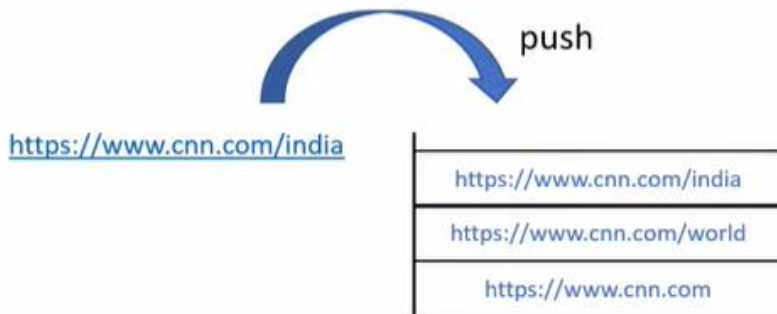 push
https://www.cnn.com/india
https://www.cnn.com/india
https://www.cnn.com/world
https://www.cnn.com